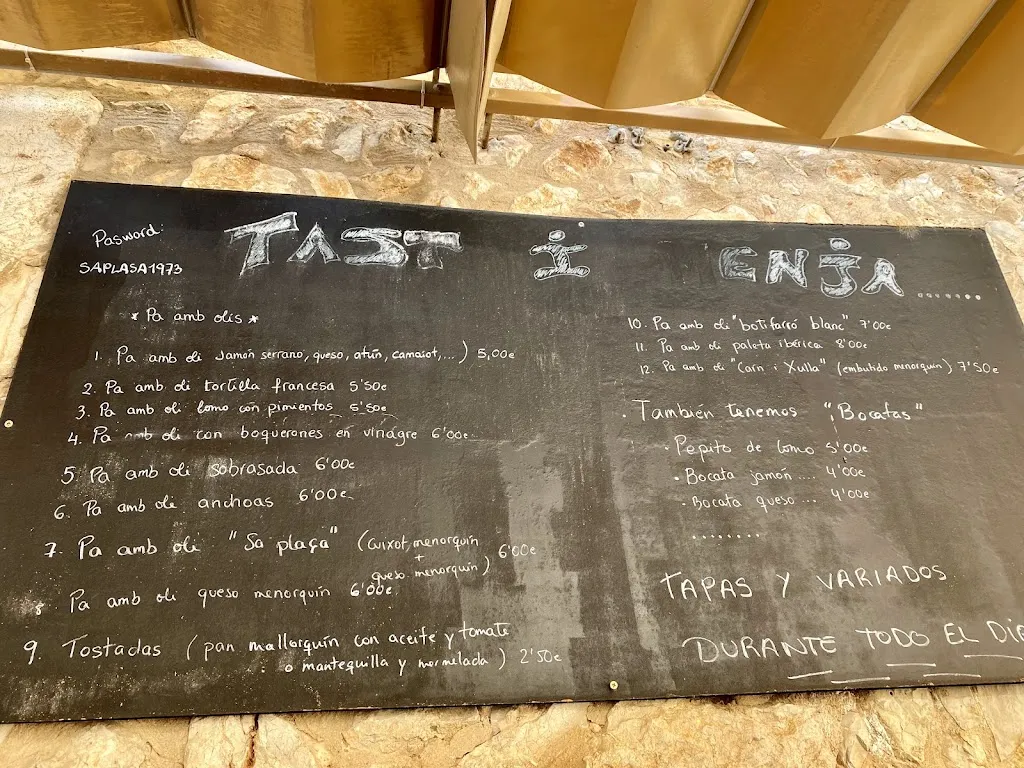 Pasword:
SAPLASA1973
TAST i ENJA.......
* Pa amb olis *
1. Pa amb oli Jamón serrano, queso, atún, camaiot,...) 5,00€
2. Pa amb oli tortilla francesa 5'50€
3. Pa amb oli lomo con pimientos 5'50€
4. Pa amb oli con boquerones en vinagre 6'00€
5. Pa amb oli sobrasada 6'00€
6. Pa amb oli anchoas 6'00€
7. Pa amb oli "Sa plaça" (Cuixot menorquín
+
queso menorquín) 6'00€
8 Pa amb oli queso menorquín 6'00€
9. Tostadas (pan mallorquín con aceite y tomate
o mantequilla y mermelada) 2'50€
10. Pa amb oli "botifarró blanc" 7'00€
11. Pa amb oli paleta ibérica 8'00€
12. Pa amb oli "Carn i Xulla" (embutido menorquín) 7'50€
. También tenemos "Bocatas"
· Pepito de lomo 5'00€
· Bocata jamón.... 4'00€
· Bocata queso ... 4'00€
........
TAPAS Y VARIADOS
DURANTE TODO EL DIA